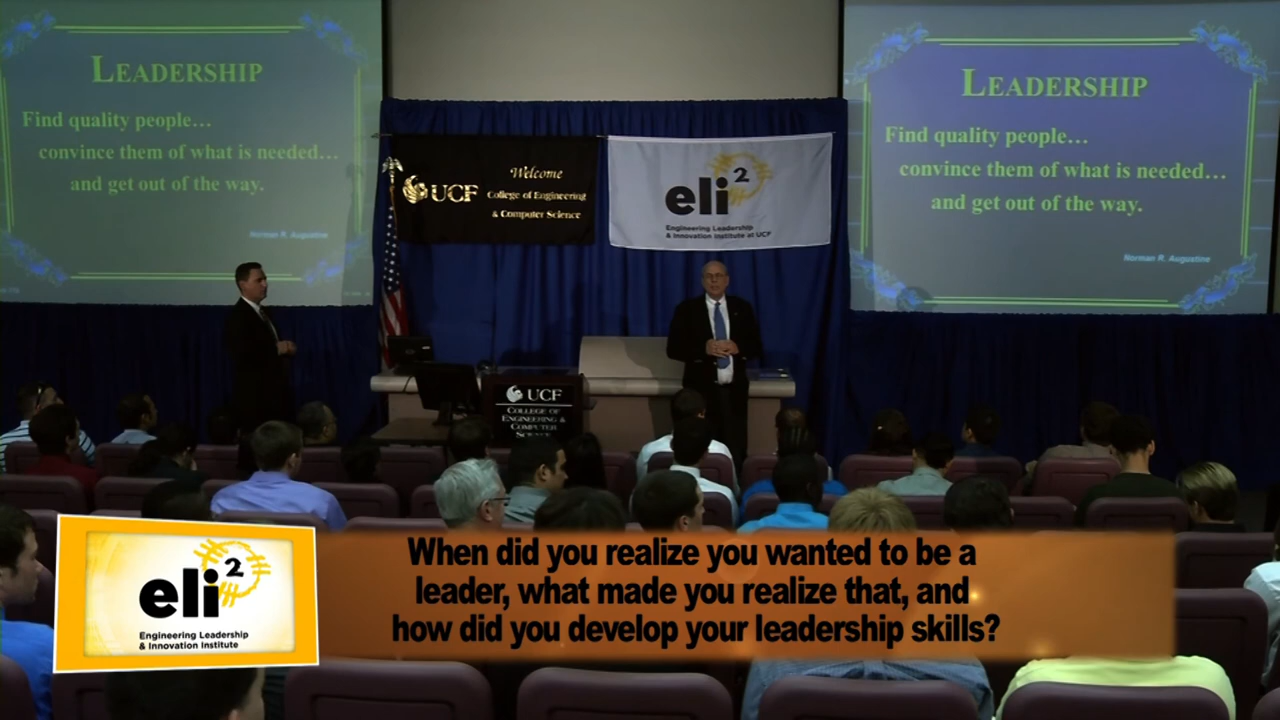 LEADERSHIP
Find quality people...
convince them of what is needed...
and get out of the way.
Norman R. Augustine
Welcome
UCF
College of Engineering
& Computer Science
eli2
Engineering Leadership
& Innovation Institute at UCF
LEADERSHIP
Find quality people...
convince them of what is needed...
and get out of the way.
Norman R. Augustine
UCF
COLLEGE OF
ENGINEERING &
COMPUTER
SCIENCE
eli2
Engineering Leadership
& Innovation Institute
When did you realize you wanted to be a
leader, what made you realize that, and
how did you develop your leadership skills?